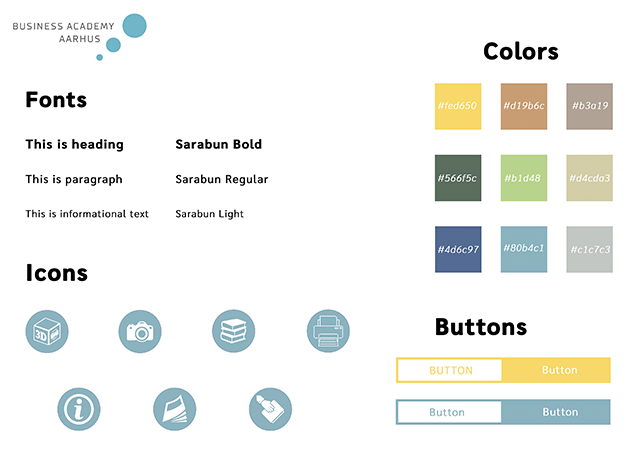 BUSINESS ACADEMY
AARHUS
Fonts
This is heading Sarabun Bold
This is paragraph Sarabun Regular
This is informational text Sarabun Light
Icons
3D
Colors
#fed650 #d19b6c #b3a19
#566f5c #b1d48 #d4cda3
#4d6c97 #80b4c1 #c1c7c3
Buttons
BUTTON Button
Button Button